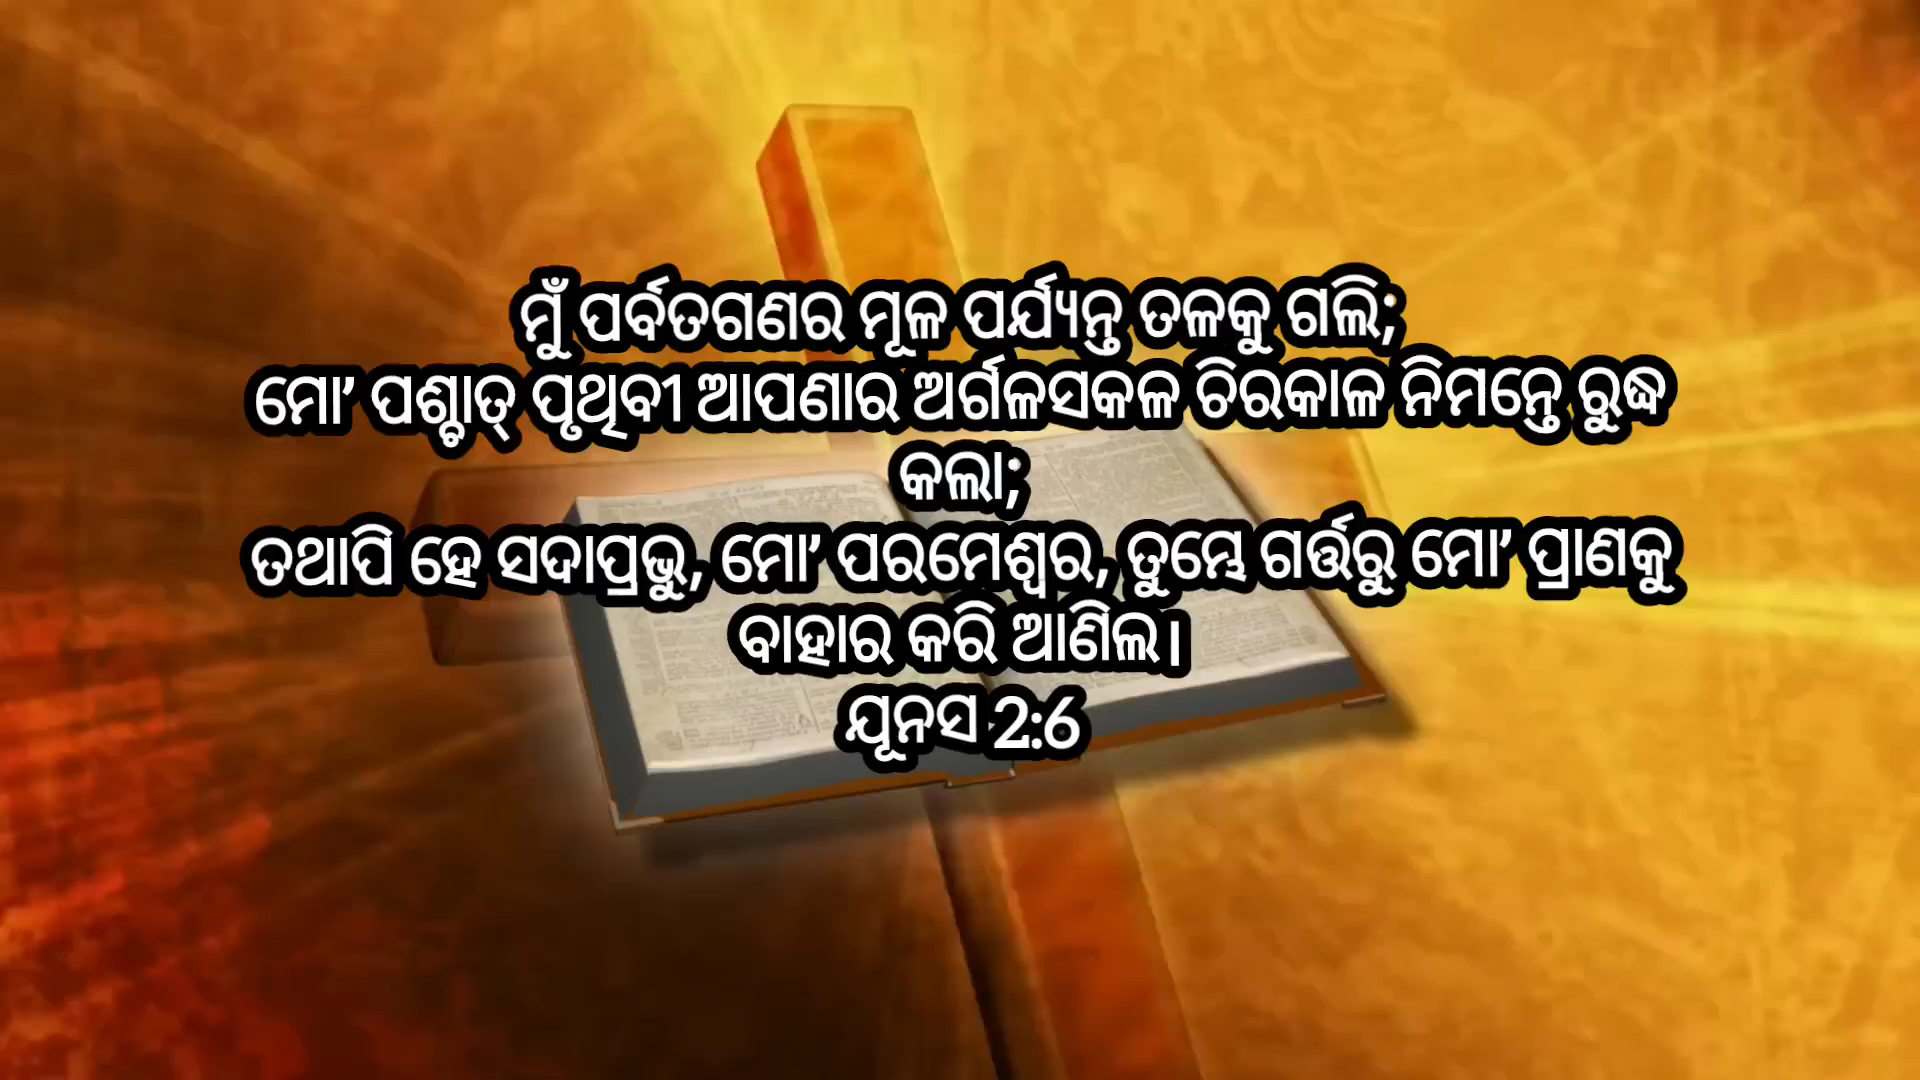 ମୁଁ ପର୍ବତଗଣର ମୂଳ ପର୍ଯ୍ୟନ୍ତ ତଳକୁ ଗଲି;
ମୋʼ ପଶ୍ଚାତ୍ ପୃଥିବୀ ଆପଣାର ଅର୍ଗଳସକଳ ଚିରକାଳ ନିମନ୍ତେ ରୁଦ୍ଧ
କଲା;
ତଥାପି ହେ ସଦାପ୍ରଭୁ, ମୋʼ ପରମେଶ୍ୱର, ତୁମ୍ଭେ ଗର୍ତ୍ତରୁ ମୋʼ ପ୍ରାଣକୁ
ବାହାର କରି ଆଣିଲ।
ଯୂନସ 2:6